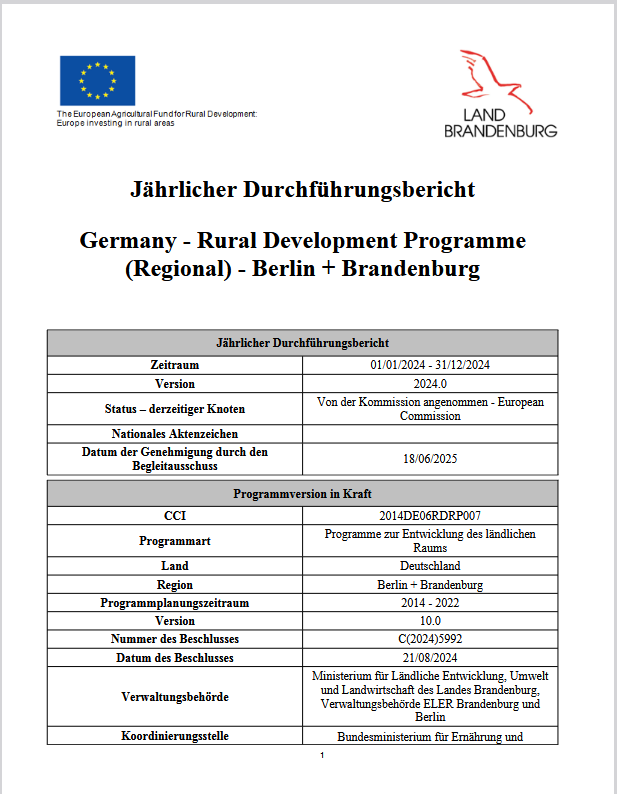 The European Agricultural Fund for Rural Development:
Europe investing in rural areas
LAND
BRANDENBURG
Jährlicher Durchführungsbericht
Germany - Rural Development Programme
(Regional) - Berlin + Brandenburg
Jährlicher Durchführungsbericht
Zeitraum 01/01/2024 - 31/12/2024
Version 2024.0
Status – derzeitiger Knoten Von der Kommission angenommen - European
Commission
Nationales Aktenzeichen
Datum der Genehmigung durch den
Begleitausschuss 18/06/2025
Programmversion in Kraft
CCI 2014DE06RDRP007
Programmart Programme zur Entwicklung des ländlichen
Raums
Land Deutschland
Region Berlin + Brandenburg
Programmplanungszeitraum 2014 - 2022
Version 10.0
Nummer des Beschlusses C(2024)5992
Datum des Beschlusses 21/08/2024
Verwaltungsbehörde Ministerium für Ländliche Entwicklung, Umwelt
und Landwirtschaft des Landes Brandenburg,
Verwaltungsbehörde ELER Brandenburg und
Berlin
Koordinierungsstelle Bundesministerium für Ernährung und
1